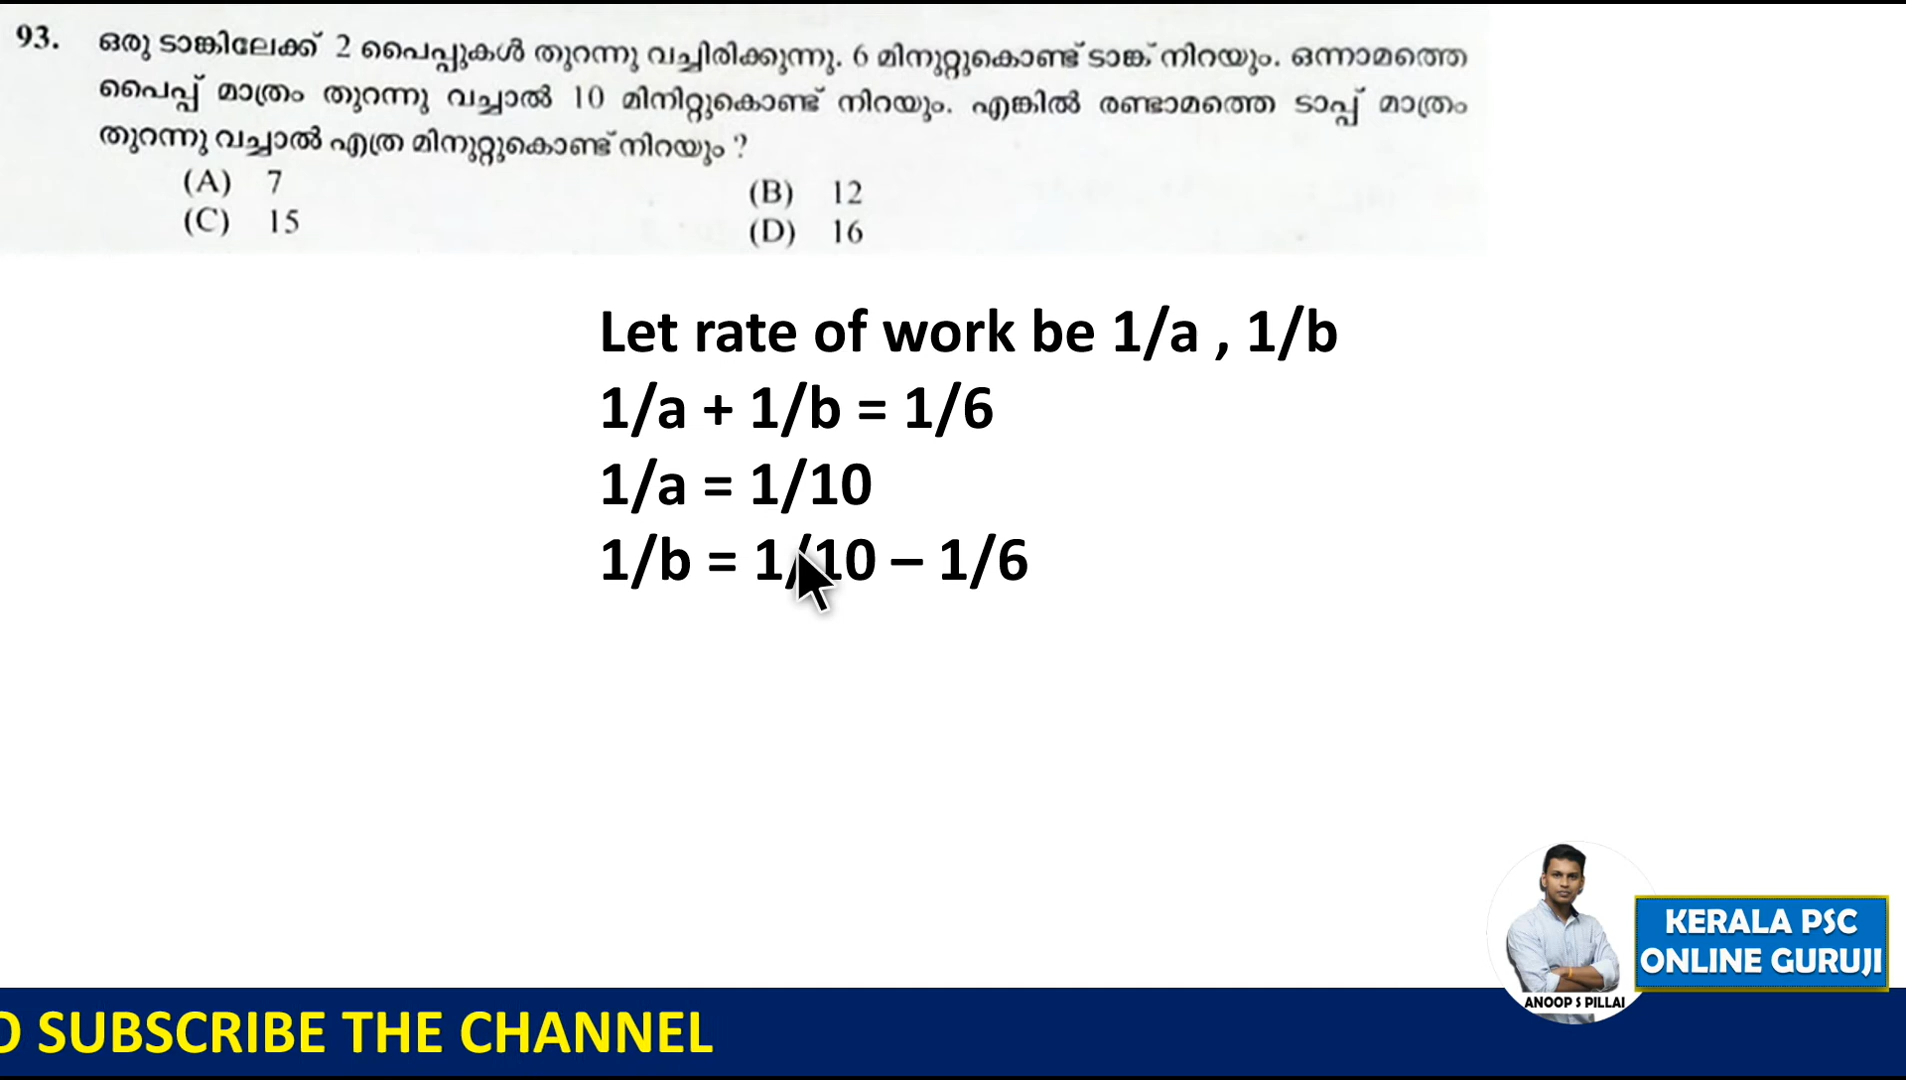 93. ഒരു ടാങ്കിലേക്ക് 2 പൈപ്പുകൾ തുറന്നു വച്ചിരിക്കുന്നു. 6 മിനുറ്റുകൊണ്ട് ടാങ്ക് നിറയും. ഒന്നാമത്തെ
പൈപ്പ് മാത്രം തുറന്നു വച്ചാൽ 10 മിനിറ്റുകൊണ്ട് നിറയും. എങ്കിൽ രണ്ടാമത്തെ ടാപ്പ് മാത്രം
തുറന്നു വച്ചാൽ എത്ര മിനുറ്റുകൊണ്ട് നിറയും ?
(A) 7 (B) 12
(C) 15 (D) 16
Let rate of work be 1/a , 1/b
1/a + 1/b = 1/6
1/a = 1/10
1/b = 1/10 – 1/6
KERALA PSC
ONLINE GURUJI
ANOOP S PILLAI
O SUBSCRIBE THE CHANNEL